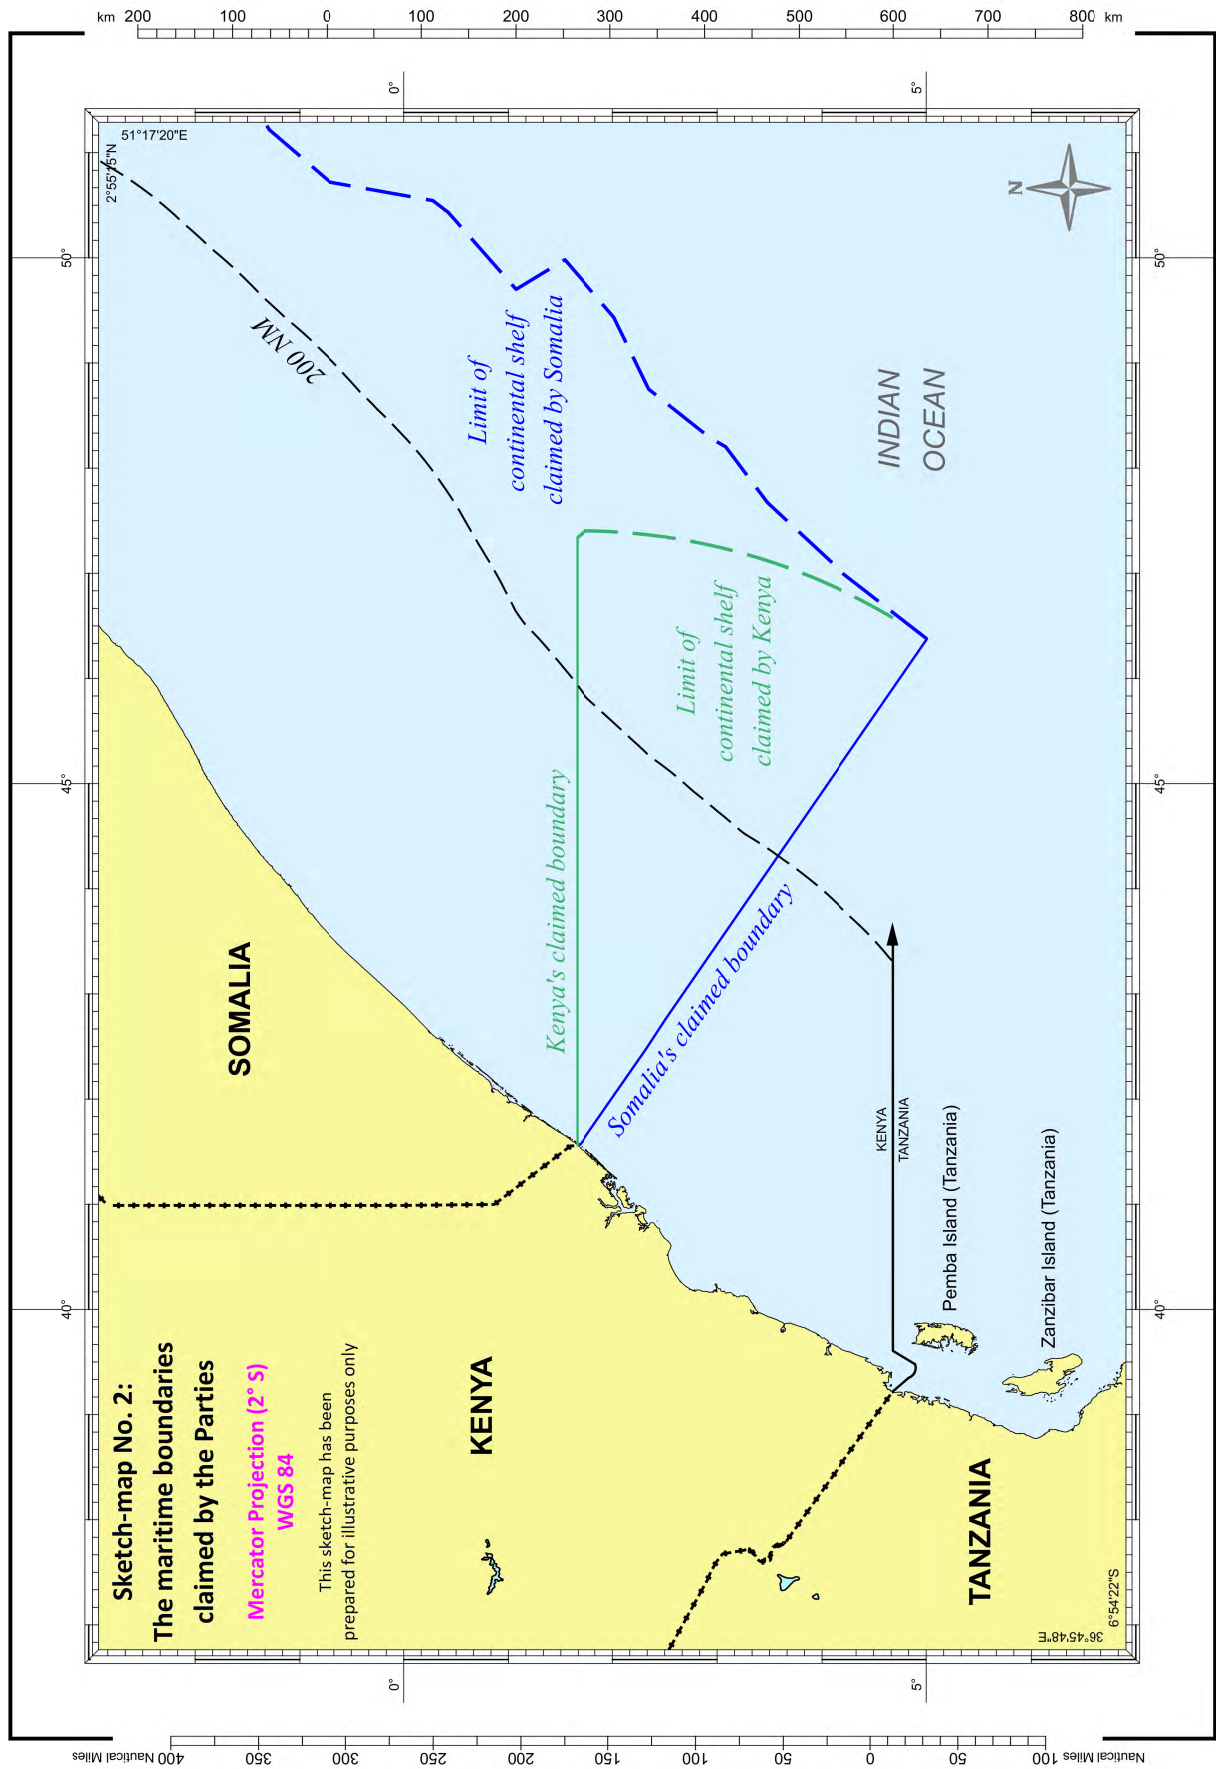 Sketch-map No. 2:
The maritime boundaries
claimed by the Parties
Mercator Projection (2° S)
WGS 84
This sketch-map has been
prepared for illustrative purposes only
SOMALIA
KENYA
TANZANIA
INDIAN
OCEAN
200 NM
Limit of
continental shelf
claimed by Somalia
Limit of
continental shelf
claimed by Kenya
Kenya's claimed boundary
Somalia's claimed boundary
KENYA
TANZANIA
Pemba Island (Tanzania)
Zanzibar Island (Tanzania)
N
2°55'15"N
51°17'20"E
36°45'48"E
6°54'22"S
40° 45° 50°
40° 45° 50°
0° 5°
0° 5°
km 200 100 0 100 200 300 400 500 600 700 800 km
Nautical Miles 400 350 300 250 200 150 100 50 0 50 100 Nautical Miles